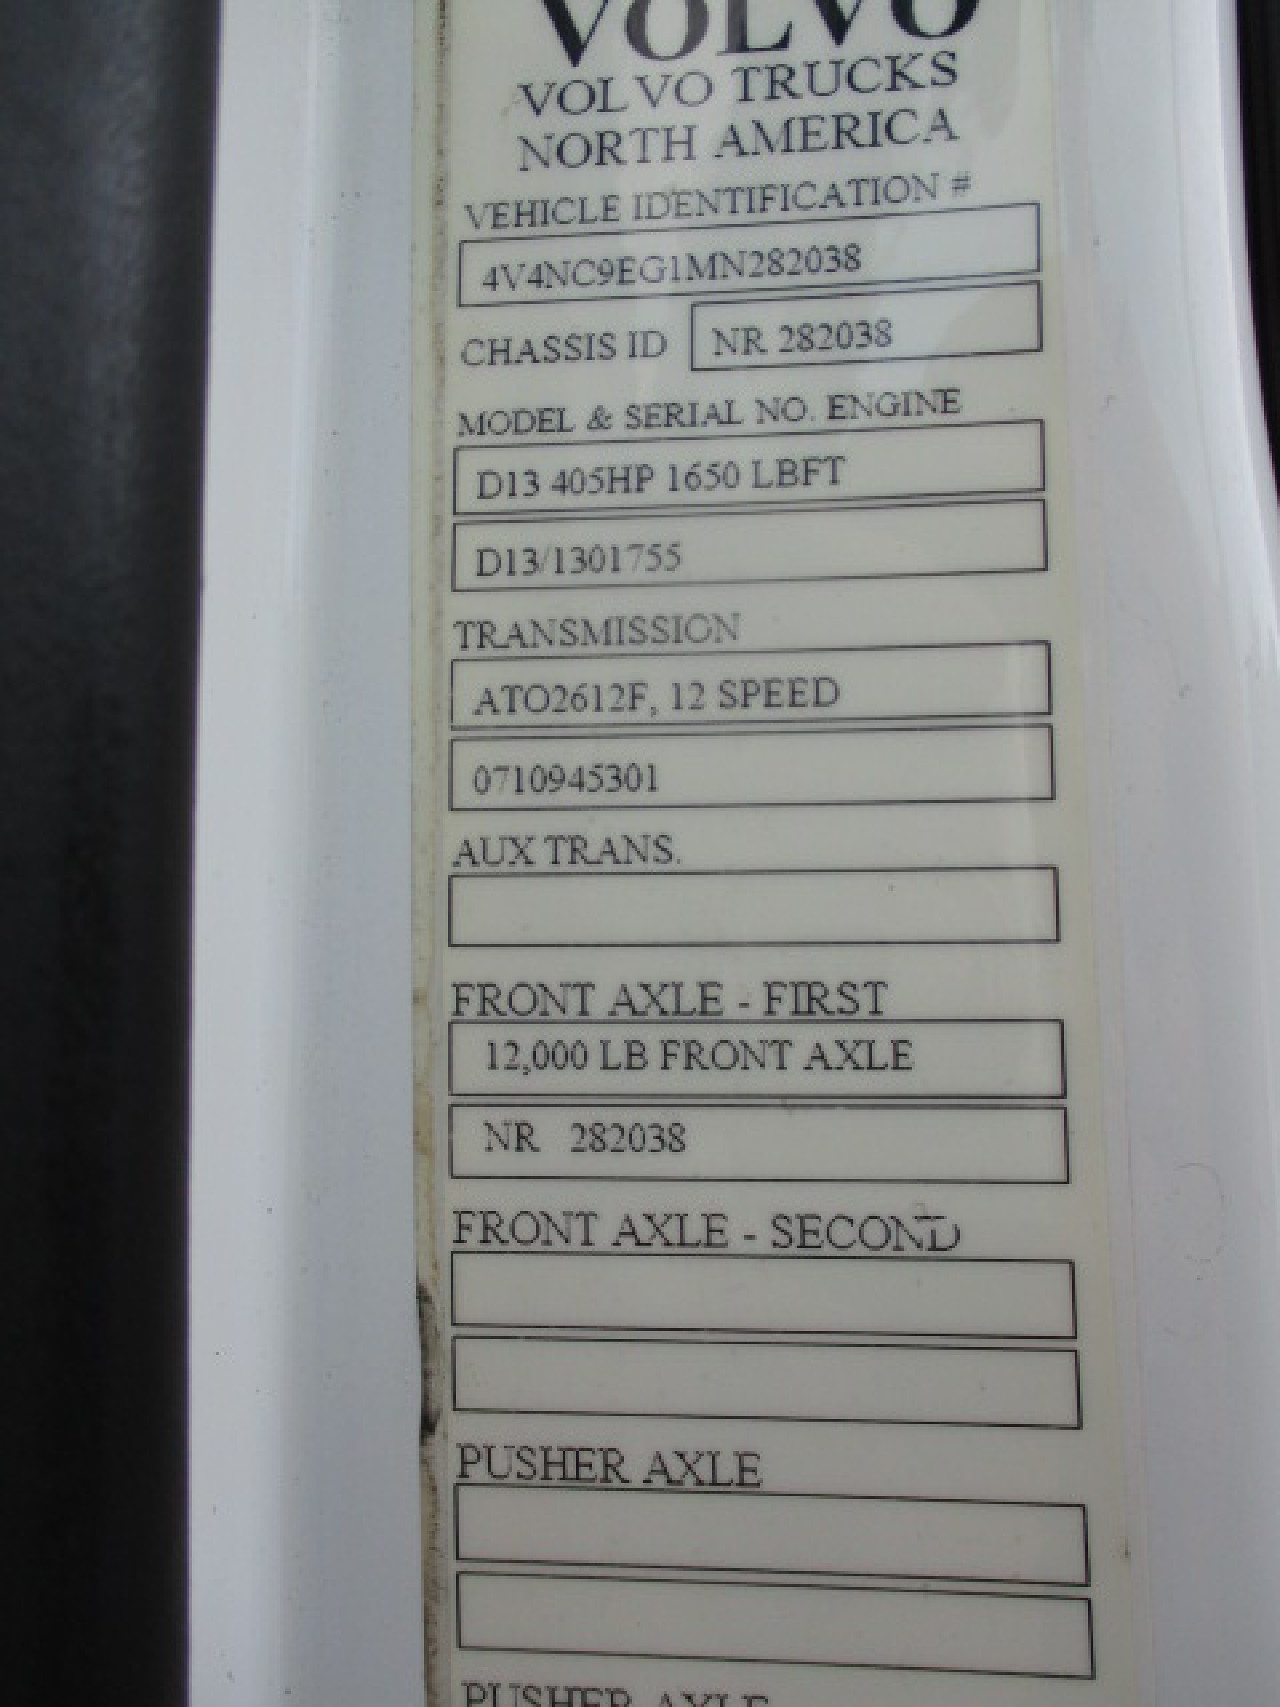 VOLVO
VOLVO TRUCKS
NORTH AMERICA
VEHICLE IDENTIFICATION #
4V4NC9EG1MN282038
CHASSIS ID NR 282038
MODEL & SERIAL NO. ENGINE
D13 405HP 1650 LBFT
D13/1301755
TRANSMISSION
ATO2612F, 12 SPEED
0710945301
AUX TRANS.
FRONT AXLE - FIRST
12,000 LB FRONT AXLE
NR 282038
FRONT AXLE - SECOND
PUSHER AXLE
PUSHER AXLE